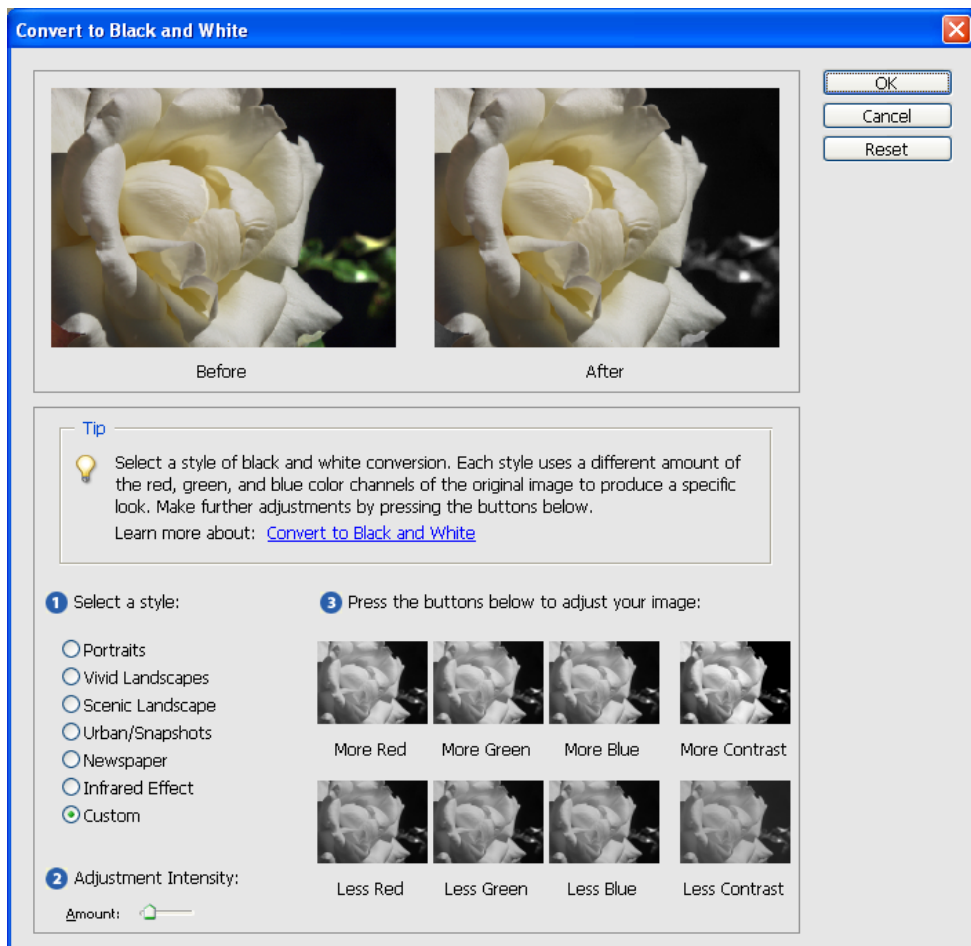 Convert to Black and White
OK
Cancel
Reset
Before
After
Tip
Select a style of black and white conversion. Each style uses a different amount of
the red, green, and blue color channels of the original image to produce a specific
look. Make further adjustments by pressing the buttons below.
Learn more about: Convert to Black and White
1 Select a style:
Portraits
Vivid Landscapes
Scenic Landscape
Urban/Snapshots
Newspaper
Infrared Effect
Custom
2 Adjustment Intensity:
Amount:
3 Press the buttons below to adjust your image:
More Red More Green More Blue More Contrast
Less Red Less Green Less Blue Less Contrast